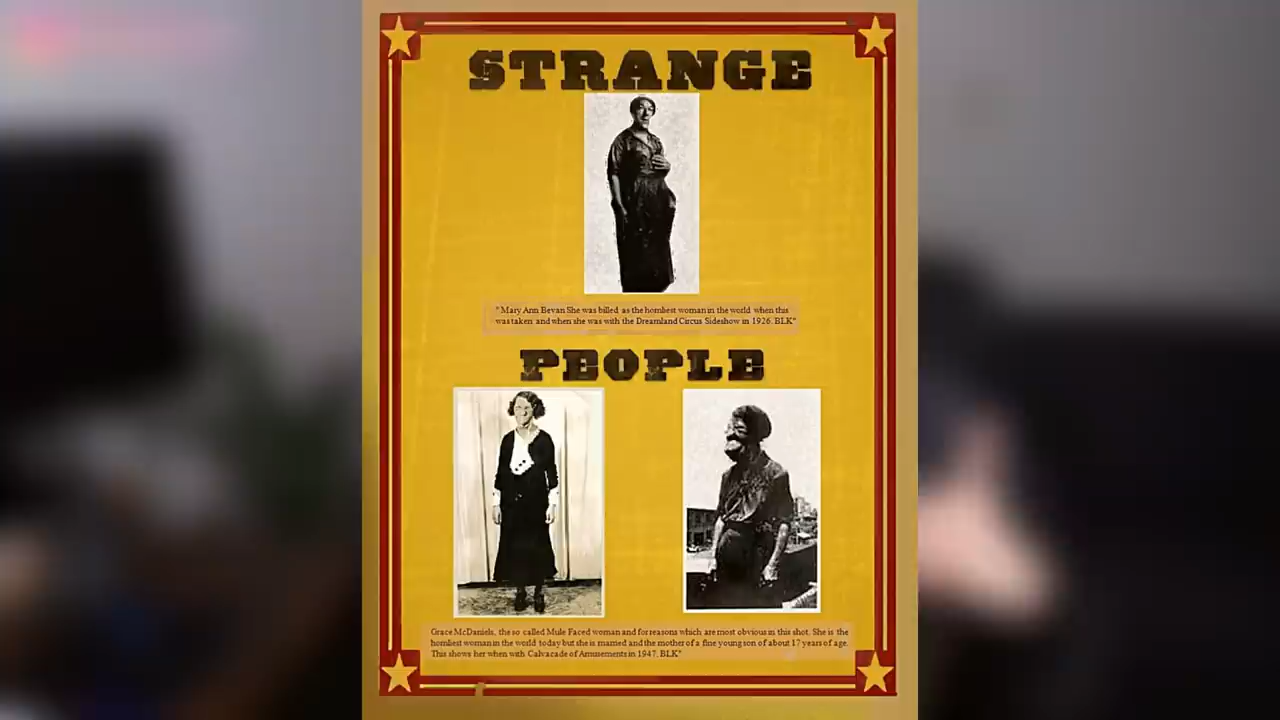 STRANGE
"Mary Ann Bevan She was billed as the homliest woman in the world when this
was taken and when she was with the Dreamland Circus Sideshow in 1926. BLK"
PEOPLE
Grace McDaniels, the so called Mule Faced woman and for reasons which are most obvious in this shot. She is the
homliest woman in the world today but she is married and the mother of a fine young son of about 17 years of age.
This shows her when with Calvacade of Amusements in 1947. BLK"